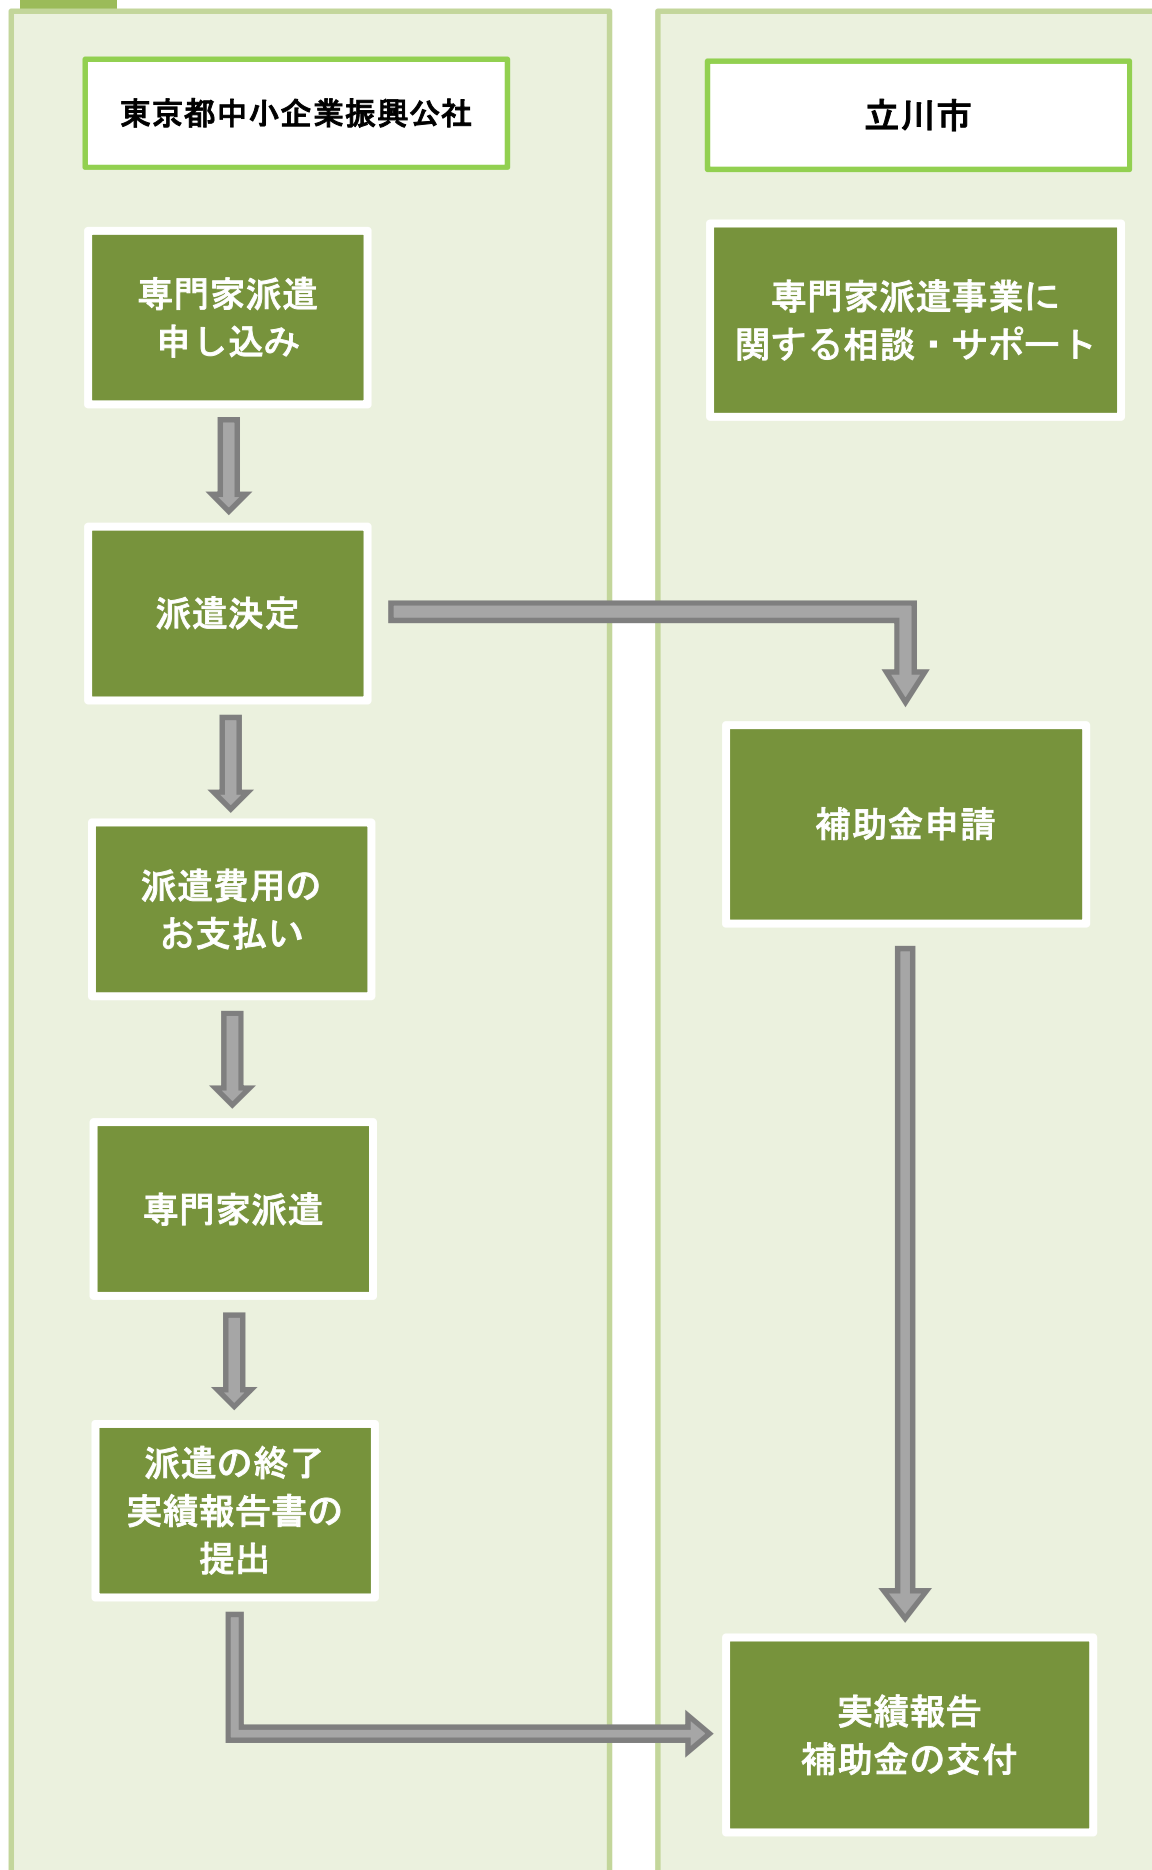 東京都中小企業振興公社
専門家派遣
申し込み
派遣決定
派遣費用の
お支払い
専門家派遣
派遣の終了
実績報告書の
提出
立川市
専門家派遣事業に
関する相談・サポート
補助金申請
実績報告
補助金の交付